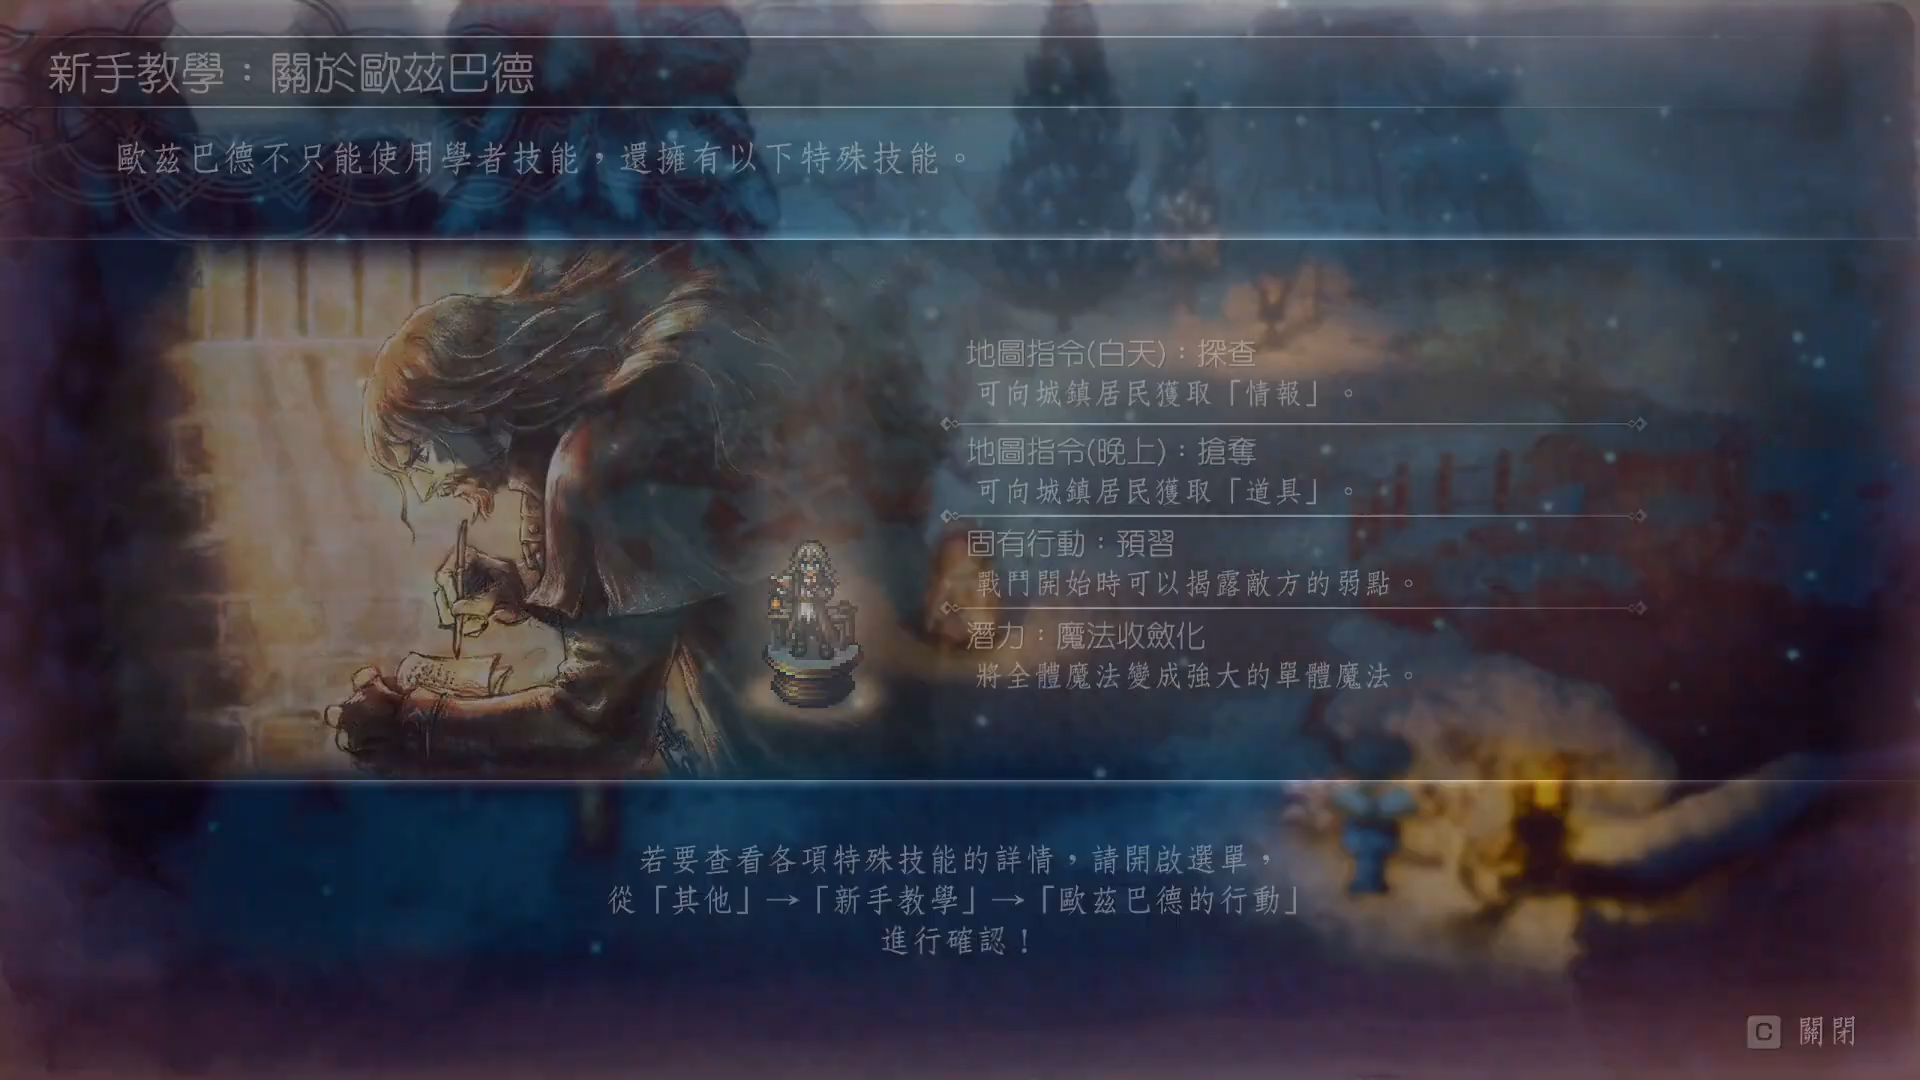 新手教學：關於歐茲巴德
歐茲巴德不只能使用學者技能，還擁有以下特殊技能。
地圖指令(白天)：探查
可向城鎮居民獲取「情報」。
地圖指令(晚上)：搶奪
可向城鎮居民獲取「道具」。
固有行動：預習
戰鬥開始時可以揭露敵方的弱點。
潛力：魔法收斂化
將全體魔法變成強大的單體魔法。
若要查看各項特殊技能的詳情，請開啟選單，
從「其他」→「新手教學」→「歐茲巴德的行動」
進行確認！
C 關閉